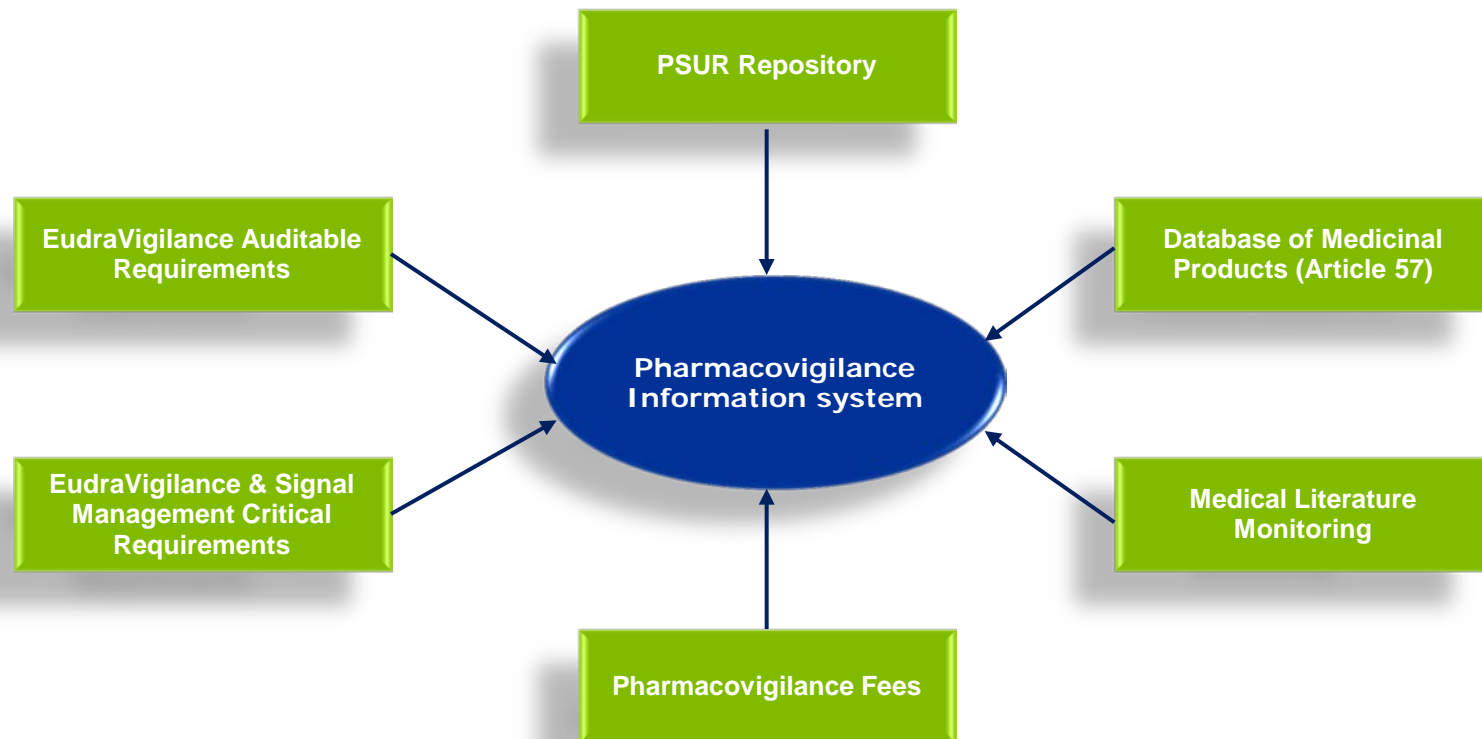 PSUR Repository
EudraVigilance Auditable
Requirements
Database of Medicinal
Products (Article 57)
Pharmacovigilance
Information system
EudraVigilance & Signal
Management Critical
Requirements
Medical Literature
Monitoring
Pharmacovigilance Fees